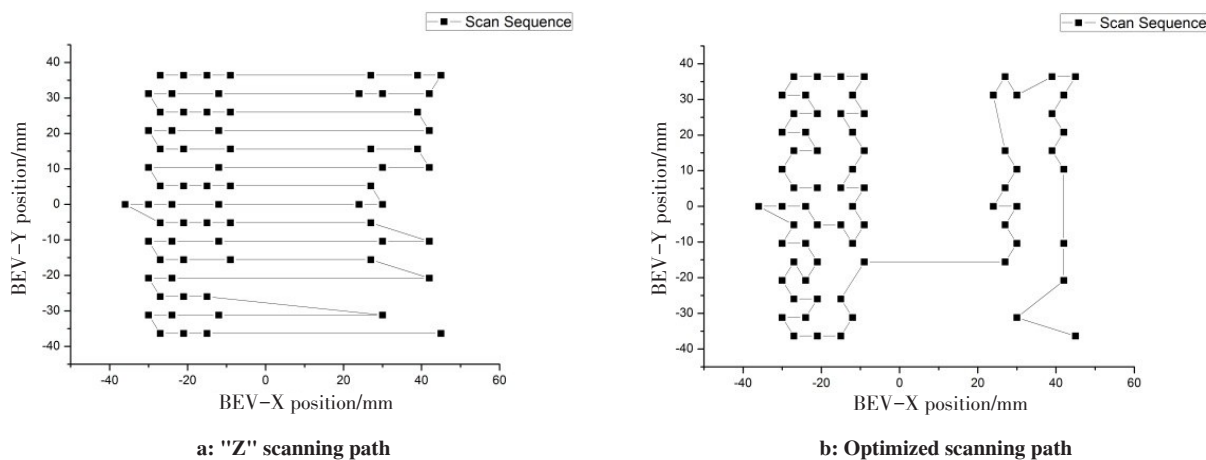 Scan Sequence
40
30
20
10
0
-10
-20
-30
-40
BEV-Y position/mm
-40 -20 0 20 40 60
BEV-X position/mm
a: "Z" scanning path
Scan Sequence
40
30
20
10
0
-10
-20
-30
-40
BEV-Y position/mm
-40 -20 0 20 40 60
BEV-X position/mm
b: Optimized scanning path